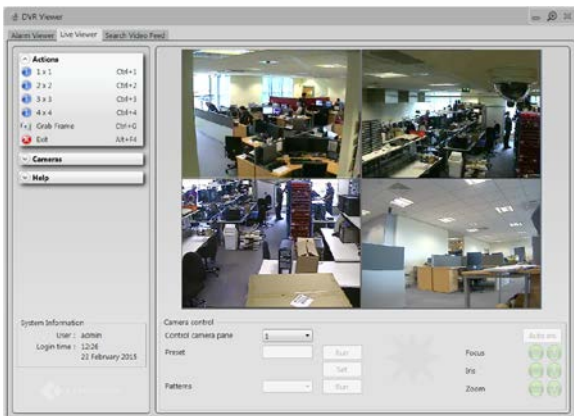 DVR Viewer
Alarm Viewer Live Viewer Search Video Feed
Actions
1 x 1 Ctrl+1
2 x 2 Ctrl+2
3 x 3 Ctrl+3
4 x 4 Ctrl+4
Grab Frame Ctrl+G
Exit Alt+F4
Cameras
Help
System Information
User : admin
Login time : 12:26
22 February 2015
Camera control
Control camera pane 1
Preset Run
Set
Patterns Run
Auto pan
Focus
Iris
Zoom